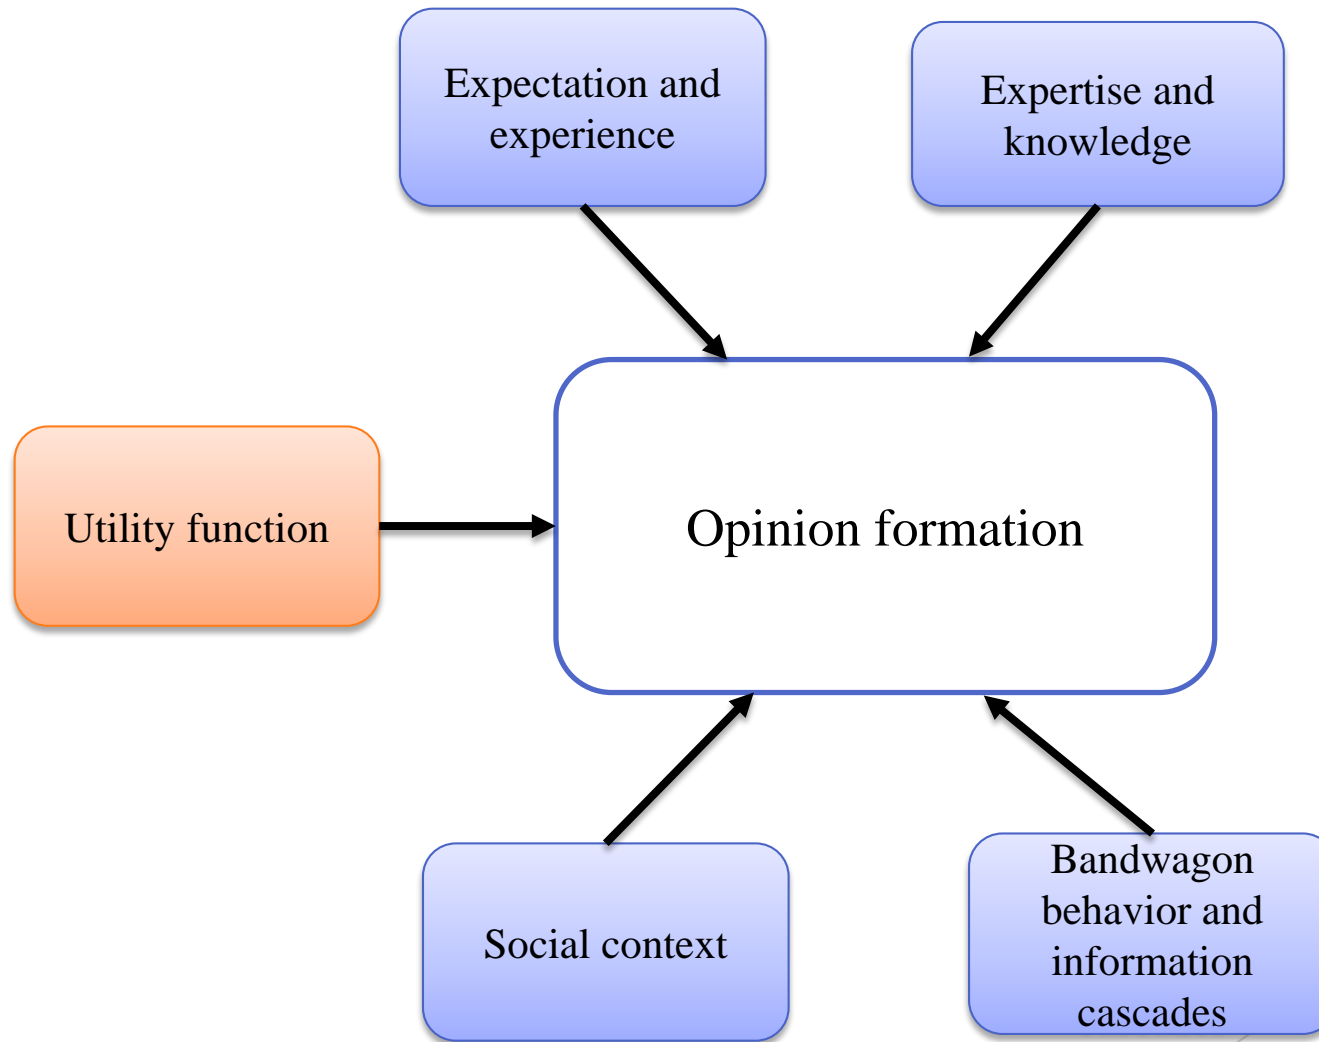 Expectation and
experience
Expertise and
knowledge
Utility function
Opinion formation
Social context
Bandwagon
behavior and
information
cascades